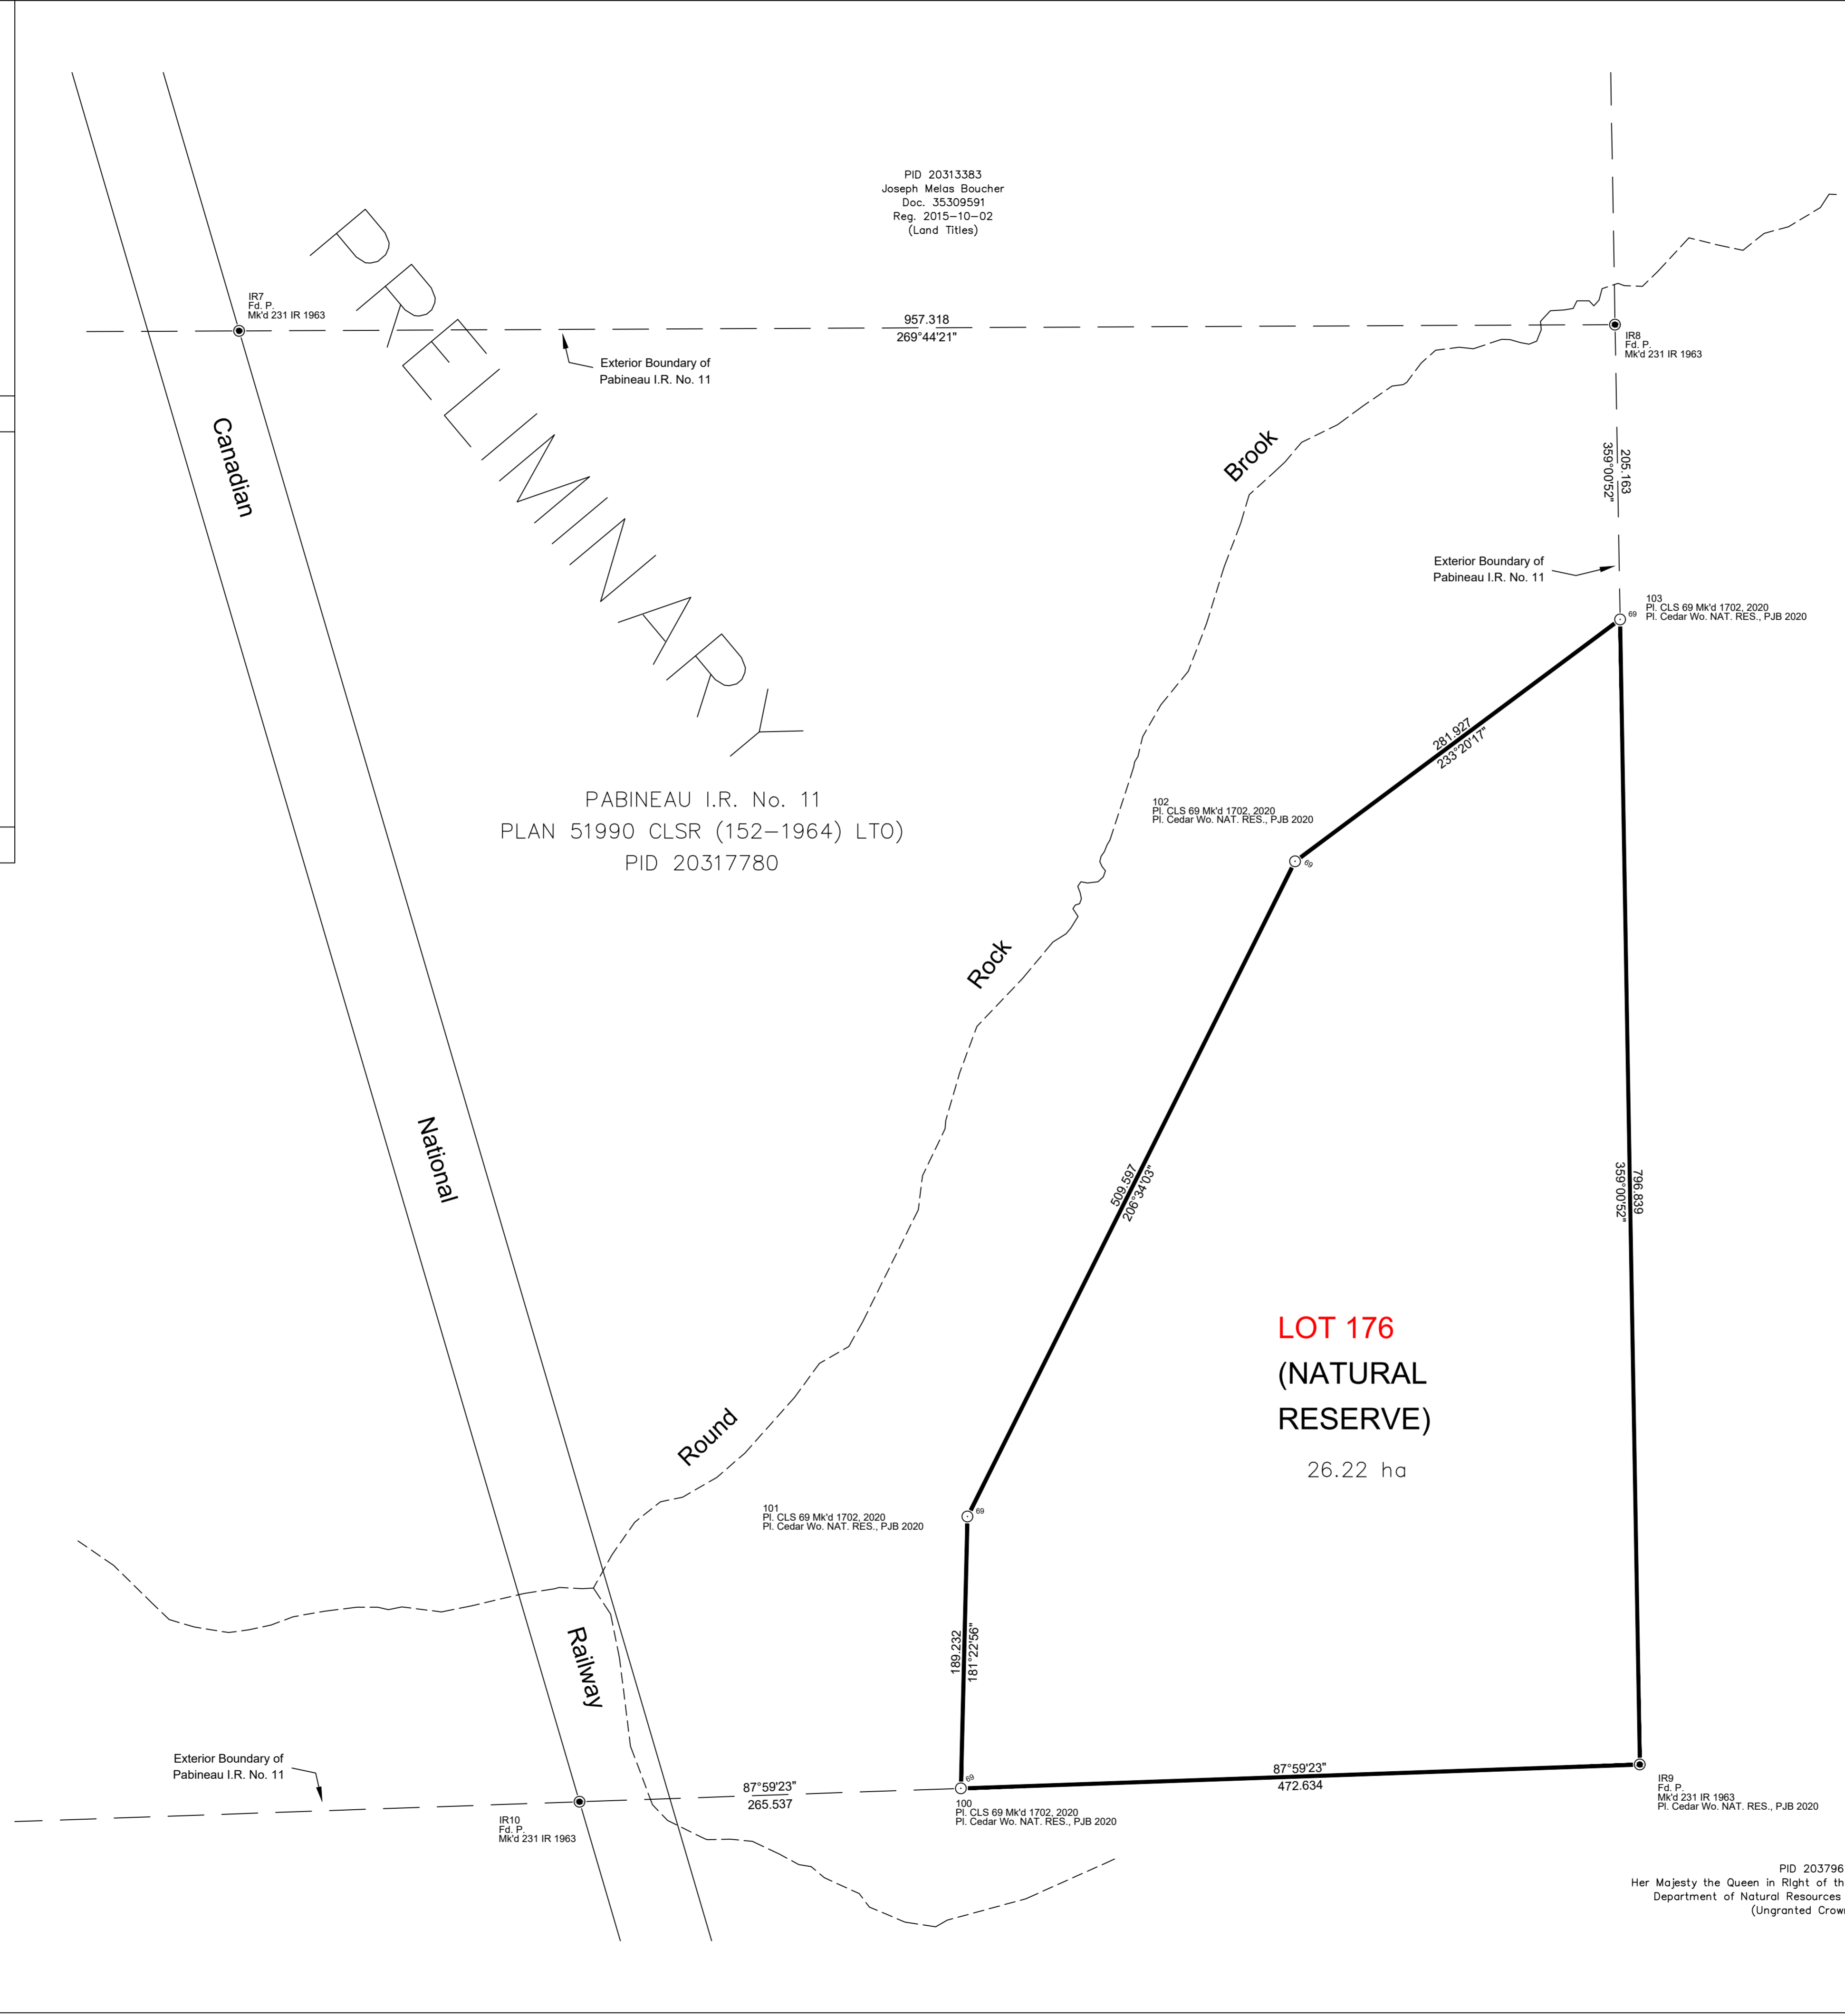 PID 20313383
Joseph Melas Boucher
Doc. 35309591
Reg. 2015-10-02
(Land Titles)
PRELIMINARY
IR7
Fd. P.
Mk'd 231 IR 1963
957.318
269°44'21"
IR8
Fd. P.
Mk'd 231 IR 1963
Exterior Boundary of
Pabineau I.R. No. 11
Canadian
Brook
205.163
359°00'52"
Exterior Boundary of
Pabineau I.R. No. 11
103
Pl. CLS 69 Mk'd 1702, 2020
Pl. Cedar Wo. NAT. RES., PJB 2020
69
281.927
233°20'17"
PABINEAU I.R. No. 11
PLAN 51990 CLSR (152-1964) LTO)
PID 20317780
102
Pl. CLS 69 Mk'd 1702, 2020
Pl. Cedar Wo. NAT. RES., PJB 2020
69
Rock
National
509.597
206°34'03"
796.839
359°00'52"
LOT 176
(NATURAL
RESERVE)
26.22 ha
Round
101
Pl. CLS 69 Mk'd 1702, 2020
Pl. Cedar Wo. NAT. RES., PJB 2020
69
189.232
181°22'56"
Railway
Exterior Boundary of
Pabineau I.R. No. 11
IR10
Fd. P.
Mk'd 231 IR 1963
87°59'23"
265.537
69
100
Pl. CLS 69 Mk'd 1702, 2020
Pl. Cedar Wo. NAT. RES., PJB 2020
87°59'23"
472.634
IR9
Fd. P.
Mk'd 231 IR 1963
Pl. Cedar Wo. NAT. RES., PJB 2020
PID 203796
Her Majesty the Queen in RIght of th
Department of Natural Resources
(Ungranted Crow